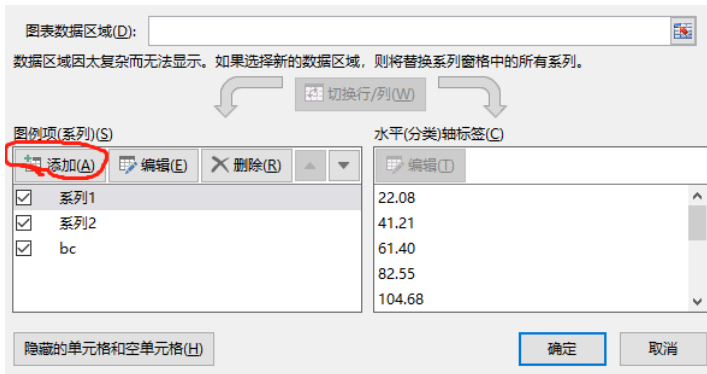 图表数据区域(D):
数据区域因太复杂而无法显示。如果选择新的数据区域，则将替换系列窗格中的所有系列。
切换行/列(W)
图例项(系列)(S)
水平(分类)轴标签(C)
添加(A) 编辑(E) 删除(R)
编辑(T)
系列1
系列2
bc
22.08
41.21
61.40
82.55
104.68
隐藏的单元格和空单元格(H)
确定
取消